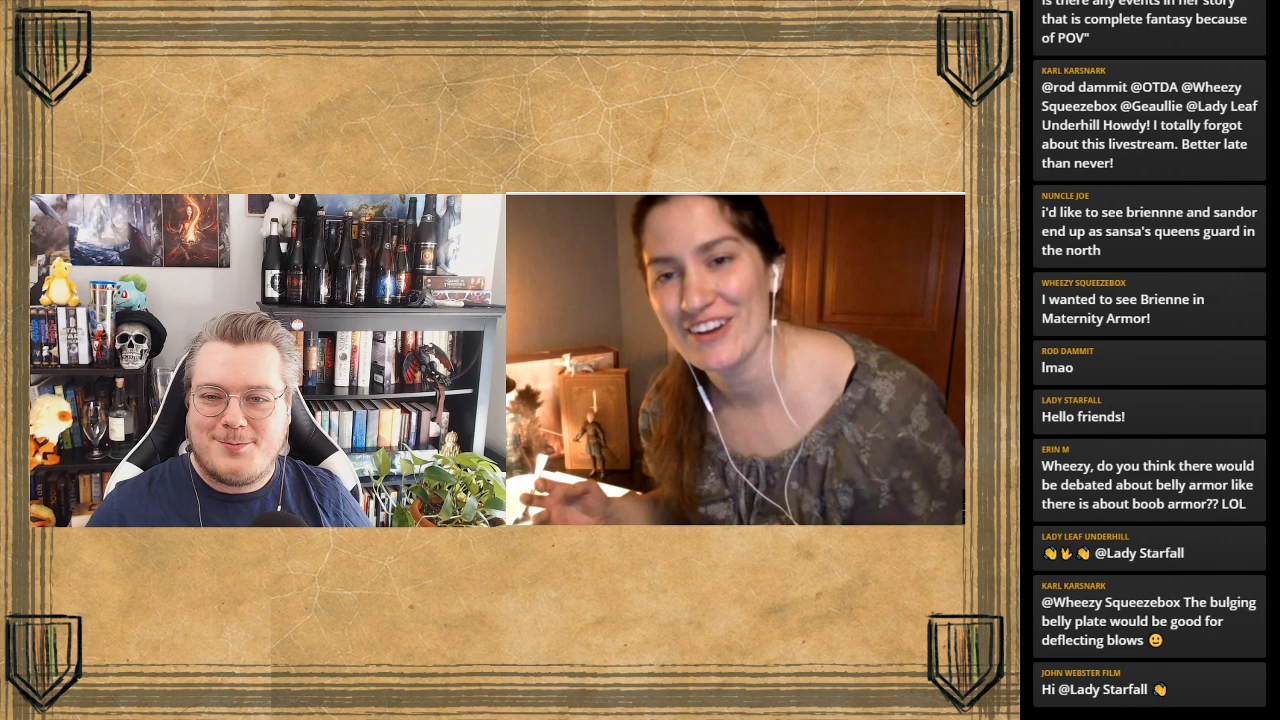 is there any events in her story
that is complete fantasy because
of POV"
KARL KARSNARK
@rod dammit @OTDA @Wheezy
Squeezebox @Geaullie @Lady Leaf
Underhill Howdy! I totally forgot
about this livestream. Better late
than never!
NUNCLE JOE
i'd like to see briennne and sandor
end up as sansa's queens guard in
the north
WHEEZY SQUEEZEBOX
I wanted to see Brienne in
Maternity Armor!
ROD DAMMIT
lmao
LADY STARFALL
Hello friends!
ERIN M
Wheezy, do you think there would
be debated about belly armor like
there is about boob armor?? LOL
LADY LEAF UNDERHILL
👏🖖👏 @Lady Starfall
KARL KARSNARK
@Wheezy Squeezebox The bulging
belly plate would be good for
deflecting blows 😀
JOHN WEBSTER FILM
Hi @Lady Starfall 👋